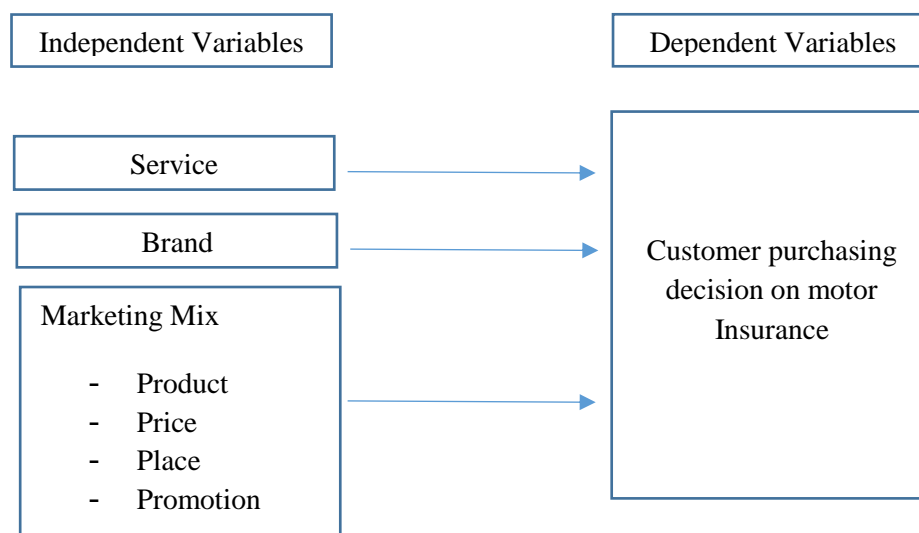 Independent Variables
Dependent Variables
Service
Brand
Marketing Mix
- Product
- Price
- Place
- Promotion
Customer purchasing
decision on motor
Insurance